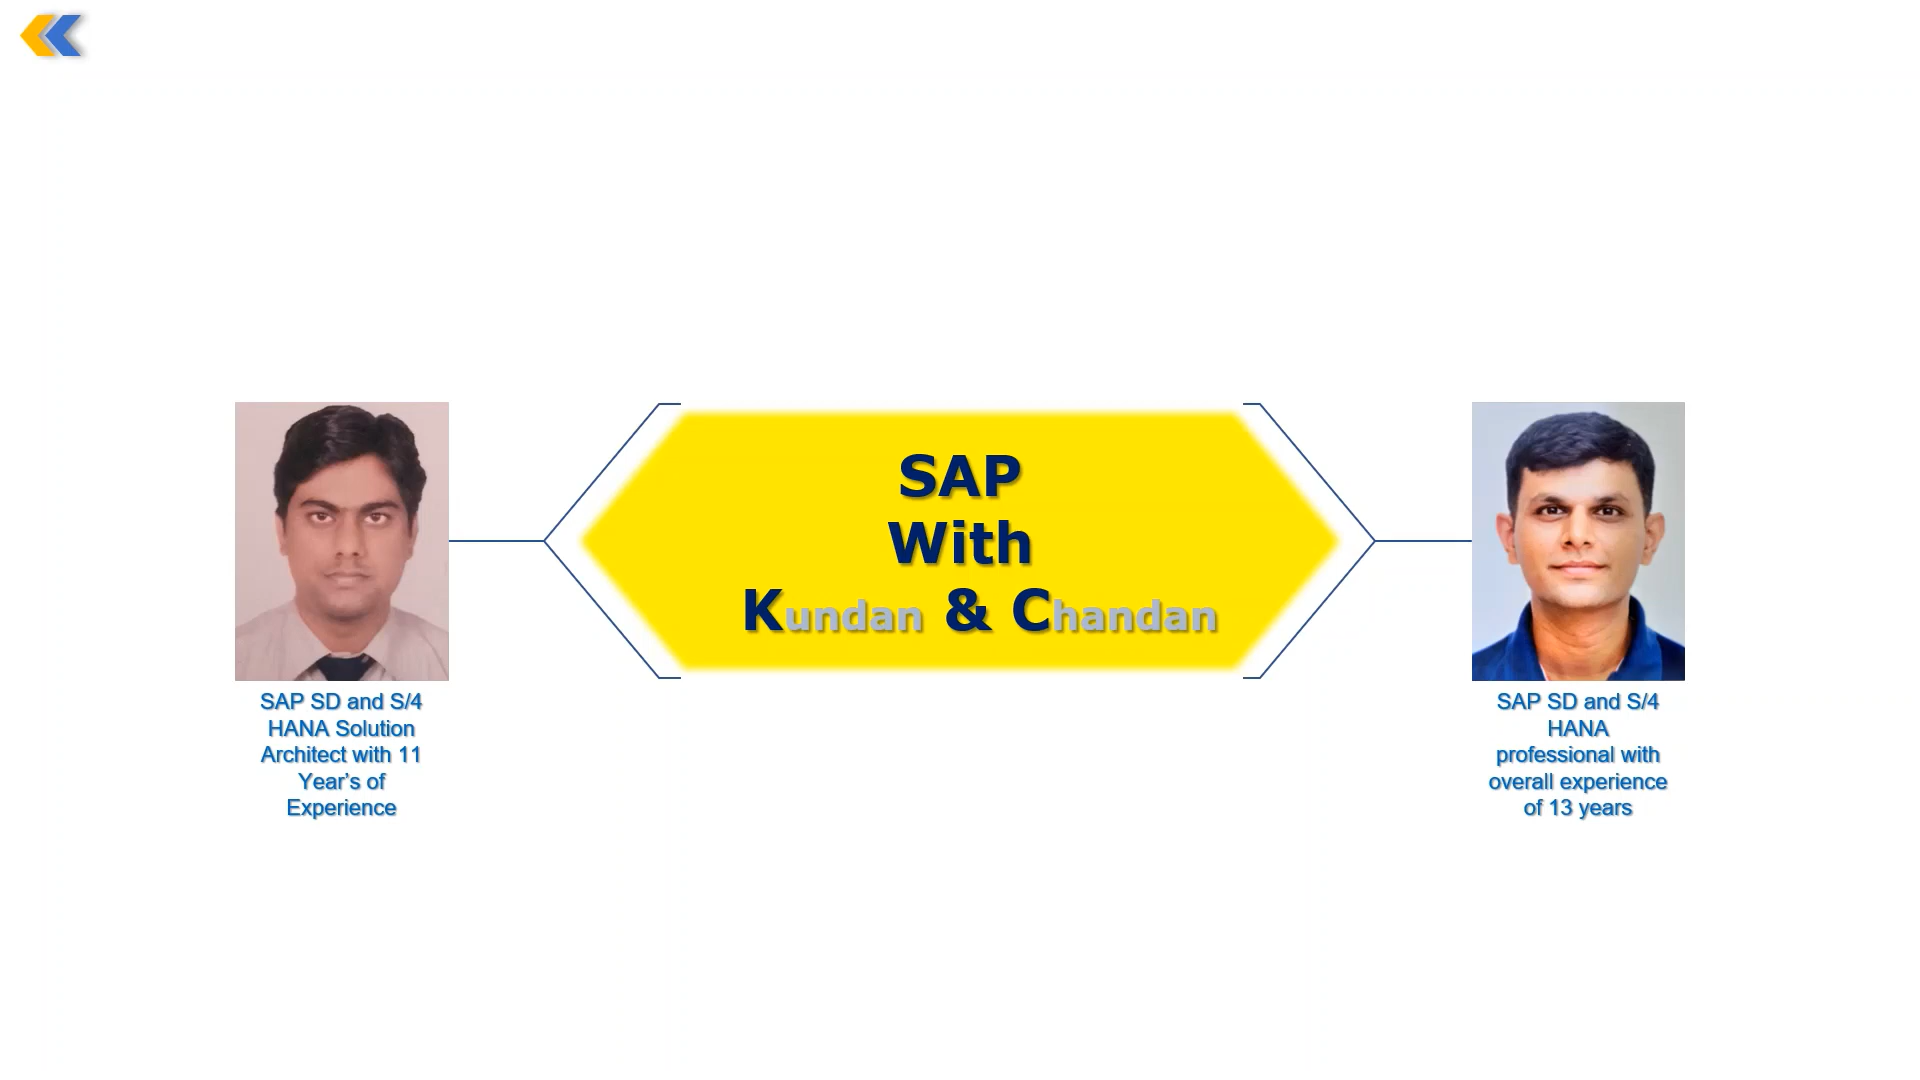 SAP
With
Kundan & Chandan
SAP SD and S/4
HANA Solution
Architect with 11
Year’s of
Experience
SAP SD and S/4
HANA
professional with
overall experience
of 13 years